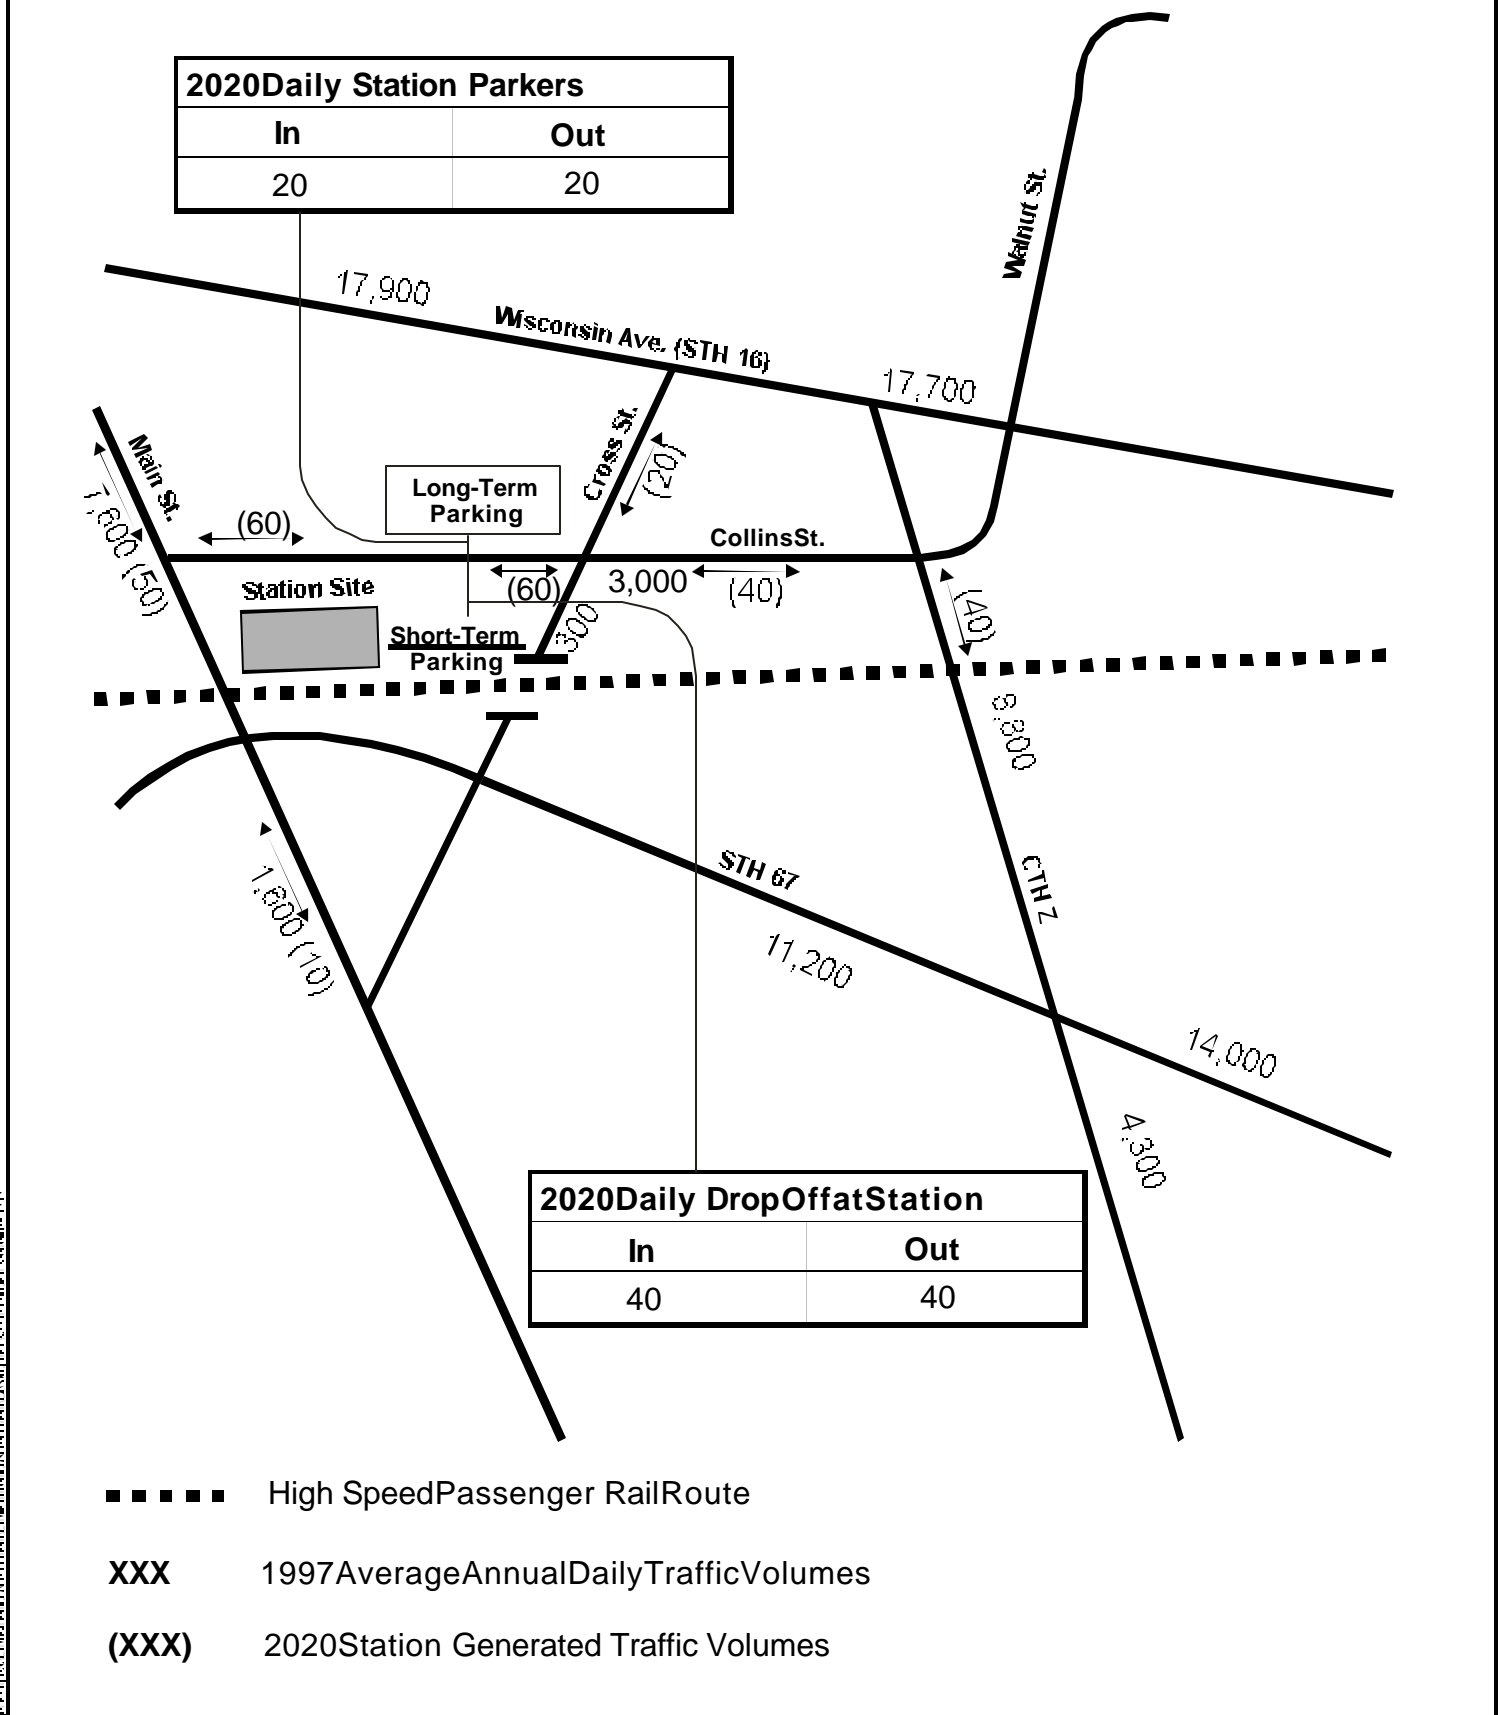 2020Daily Station Parkers
In Out
20 20
Walnut St.
17,900
Wisconsin Ave. (STH 16)
17,700
Main St.
Cross St.
(20)
Long-Term
Parking
(60)
CollinsSt.
7,600 (50)
Station Site
(60)
3,000
(40)
(40)
300
Short-Term
Parking
8,800
STH 67
CTH Z
1,600 (10)
11,200
14,000
4,300
2020Daily DropOffatStation
In Out
40 40
High SpeedPassenger RailRoute
XXX 1997AverageAnnualDailyTrafficVolumes
(XXX) 2020Station Generated Traffic Volumes